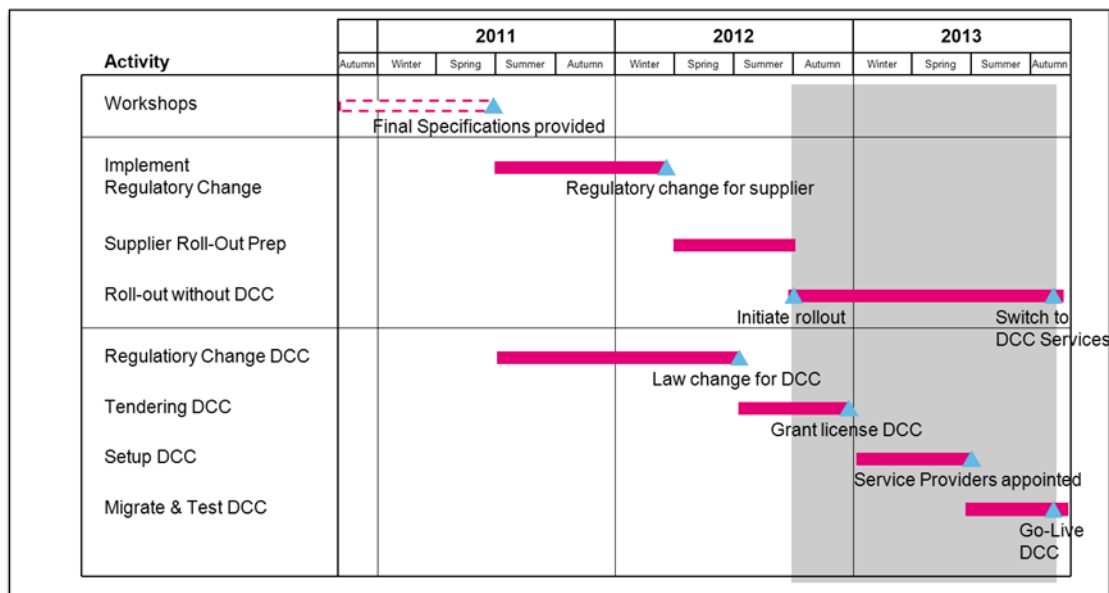 2011 2012 2013
Activity
Autumn Winter Spring Summer Autumn Winter Spring Summer Autumn Winter Spring Summer Autumn
Workshops
Final Specifications provided
Implement
Regulatory Change
Regulatory change for supplier
Supplier Roll-Out Prep
Roll-out without DCC
Initiate rollout
Switch to
DCC Services
Regulatiory Change DCC
Law change for DCC
Tendering DCC
Grant license DCC
Setup DCC
Service Providers appointed
Migrate & Test DCC
Go-Live
DCC